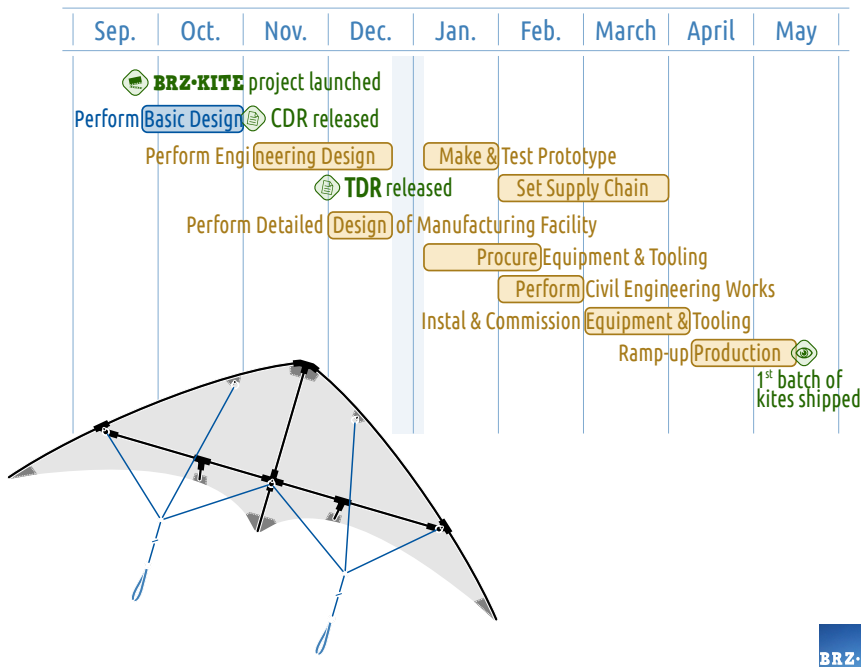 Sep. Oct. Nov. Dec. Jan. Feb. March April May
BRZ•KITE project launched
Perform Basic Design CDR released
Perform Engineering Design Make & Test Prototype
TDR released Set Supply Chain
Perform Detailed Design of Manufacturing Facility
Procure Equipment & Tooling
Perform Civil Engineering Works
Instal & Commission Equipment & Tooling
Ramp-up Production
1st batch of
kites shipped
BRZ•